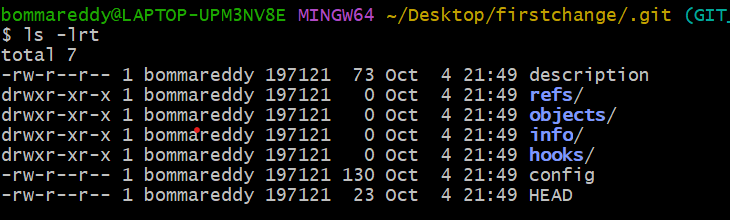 bommareddy@LAPTOP-UPM3NV8E MINGW64 ~/Desktop/firstchange/.git (GIT_
$ ls -lrt
total 7
-rw-r--r-- 1 bommareddy 197121  73 Oct  4 21:49 description
drwxr-xr-x 1 bommareddy 197121   0 Oct  4 21:49 refs/
drwxr-xr-x 1 bommareddy 197121   0 Oct  4 21:49 objects/
drwxr-xr-x 1 bommareddy 197121   0 Oct  4 21:49 info/
drwxr-xr-x 1 bommareddy 197121   0 Oct  4 21:49 hooks/
-rw-r--r-- 1 bommareddy 197121 130 Oct  4 21:49 config
-rw-r--r-- 1 bommareddy 197121  23 Oct  4 21:49 HEAD